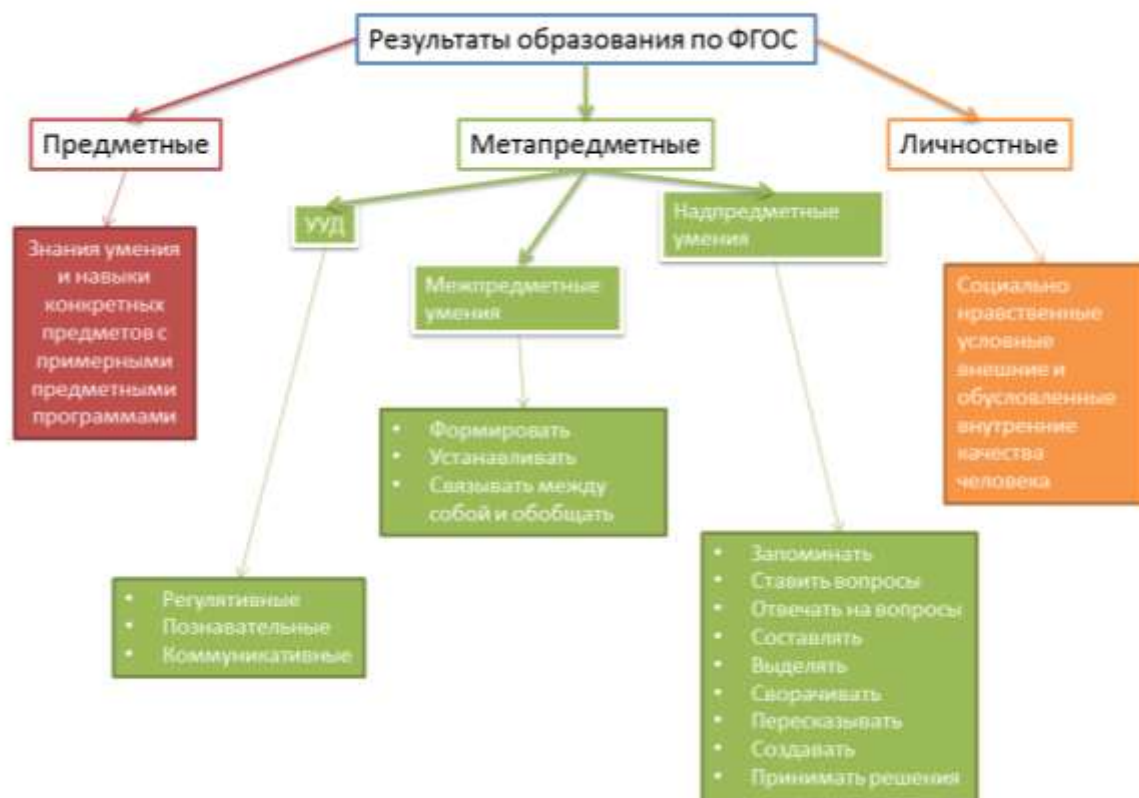 Результаты образования по ФГОС
Предметные
Метапредметные
Личностные
Знания умения
и навыки
конкретных
предметов с
примерными
предметными
программами
УУД
Межпредметные
умения
Надпредметные
умения
Социально
нравственные
условные
внешние и
обусловленные
внутренние
качества
человека
• Формировать
• Устанавливать
• Связывать между
собой и обобщать
• Регулятивные
• Познавательные
• Коммуникативные
• Запоминать
• Ставить вопросы
• Отвечать на вопросы
• Составлять
• Выделять
• Сворачивать
• Пересказывать
• Создавать
• Принимать решения